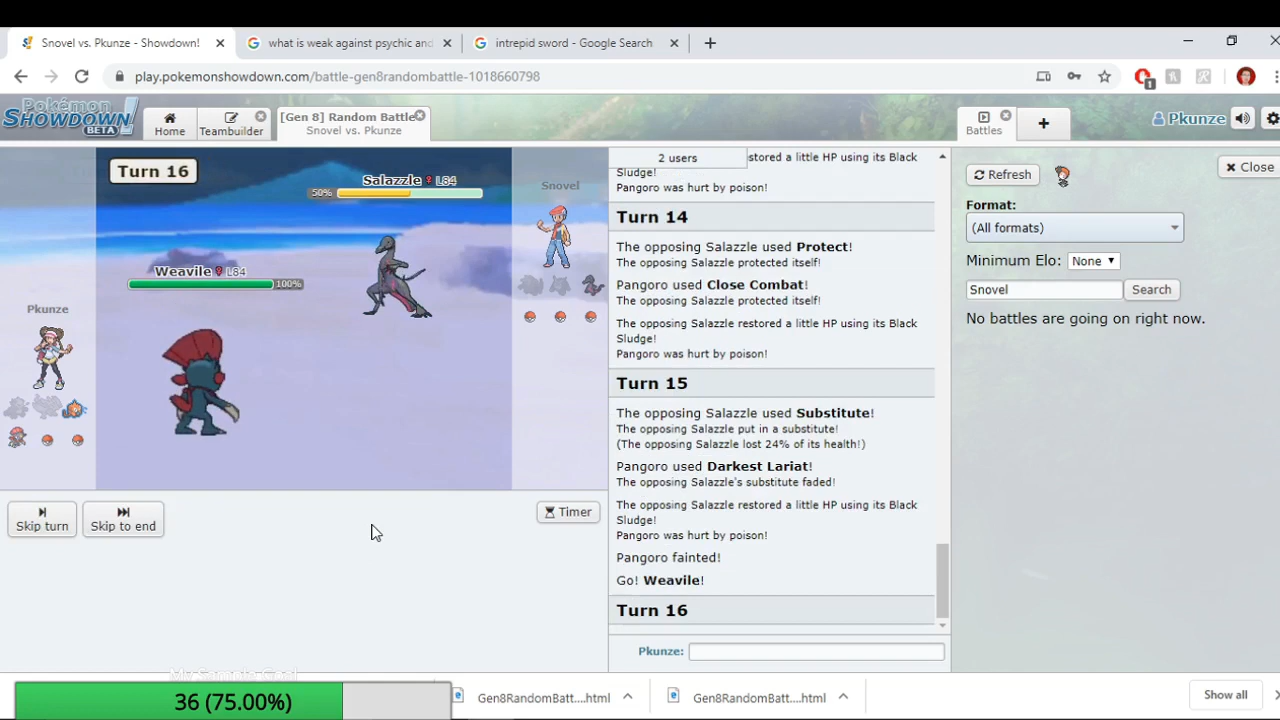 Snovel vs. Pkunze - Showdown!
what is weak against psychic and
intrepid sword - Google Search
play.pokemonshowdown.com/battle-gen8randombattle-1018660798
1
Pokémon
Showdown
BETA
Home
Teambuilder
[Gen 8] Random Battle
Snovel vs. Pkunze
Battles
Pkunze
Turn 16
Salazzle L84
50%
Weavile L84
100%
Snovel
Pkunze
2 users
stored a little HP using its Black
Sludge!
Pangoro was hurt by poison!
Turn 14
The opposing Salazzle used Protect!
The opposing Salazzle protected itself!
Pangoro used Close Combat!
The opposing Salazzle protected itself!
The opposing Salazzle restored a little HP using its Black
Sludge!
Pangoro was hurt by poison!
Turn 15
The opposing Salazzle used Substitute!
The opposing Salazzle put in a substitute!
(The opposing Salazzle lost 24% of its health!)
Pangoro used Darkest Lariat!
The opposing Salazzle's substitute faded!
The opposing Salazzle restored a little HP using its Black
Sludge!
Pangoro was hurt by poison!
Pangoro fainted!
Go! Weavile!
Turn 16
Pkunze:
Refresh
Close
Format:
(All formats)
Minimum Elo: None
Snovel
Search
No battles are going on right now.
Skip turn
Skip to end
Timer
My Sample Goal
36 (75.00%)
Gen8RandomBatt....html
Gen8RandomBatt....html
Show all